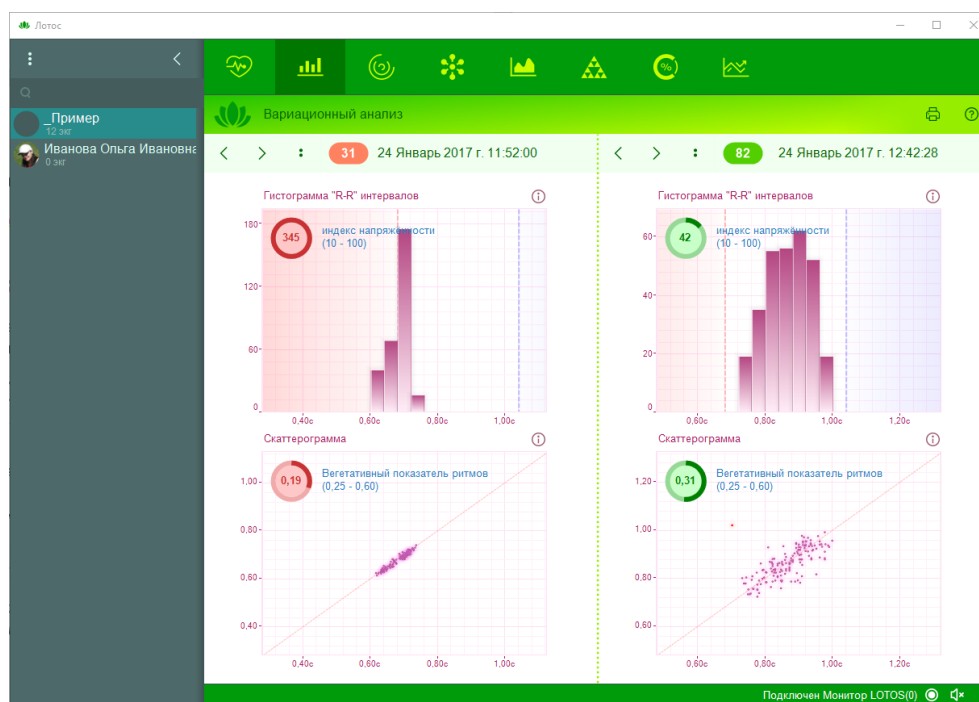 Лотос
_Пример
12 экг
Иванова Ольга Ивановна
0 экг
%
Вариационный анализ
31 24 Январь 2017 г. 11:52:00
Гистограмма "R-R" интервалов
345
индекс напряжённости
(10 - 100)
180
120
60
0
0,40с 0,60с 0,80с 1,00с
Скаттерограмма
0,19
Вегетативный показатель ритмов
(0,25 - 0,60)
1,00
0,80
0,60
0,40
0,40с 0,60с 0,80с 1,00с
82 24 Январь 2017 г. 12:42:28
Гистограмма "R-R" интервалов
42
индекс напряжённости
(10 - 100)
60
40
20
0
0,60с 0,80с 1,00с 1,20с
Скаттерограмма
0,31
Вегетативный показатель ритмов
(0,25 - 0,60)
1,20
1,00
0,80
0,60
0,60с 0,80с 1,00с 1,20с
Подключен Монитор LOTOS(0)